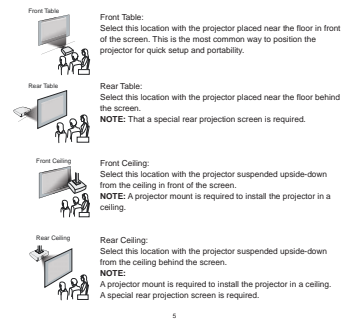 Front Table
Front Table:
Select this location with the projector placed near the floor in front
of the screen. This is the most common way to position the
projector for quick setup and portability.
Rear Table
Rear Table:
Select this location with the projector placed near the floor behind
the screen.
NOTE: That a special rear projection screen is required.
Front Ceiling
Front Ceiling:
Select this location with the projector suspended upside-down
from the ceiling in front of the screen.
NOTE: A projector mount is required to install the projector in a
ceiling.
Rear Ceiling
Rear Ceiling:
Select this location with the projector suspended upside-down
from the ceiling behind the screen.
NOTE:
A projector mount is required to install the projector in a ceiling.
A special rear projection screen is required.
5